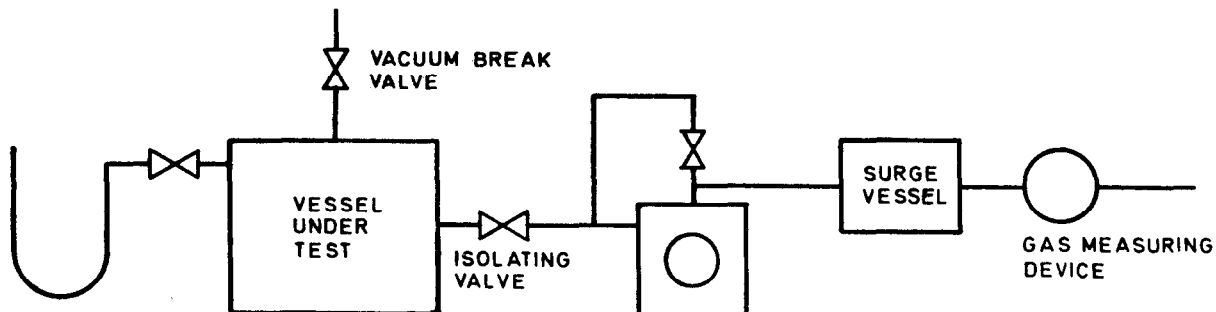 VACUUM BREAK
VALVE
VESSEL
UNDER
TEST
ISOLATING
VALVE
SURGE
VESSEL
GAS MEASURING
DEVICE